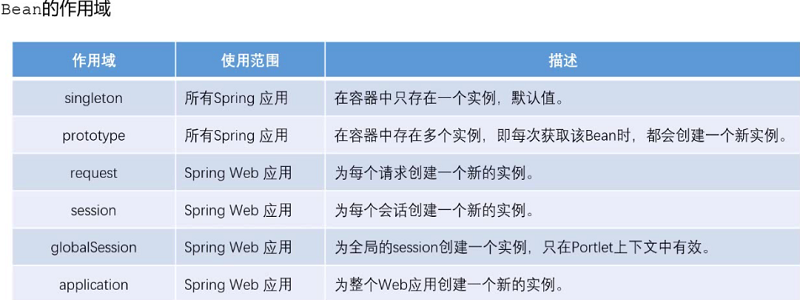 Bean的作用域
作用域 使用范围 描述
singleton 所有Spring 应用 在容器中只存在一个实例，默认值。
prototype 所有Spring 应用 在容器中存在多个实例，即每次获取该Bean时，都会创建一个新实例。
request Spring Web 应用 为每个请求创建一个新的实例。
session Spring Web 应用 为每个会话创建一个新的实例。
globalSession Spring Web 应用 为全局的session创建一个实例，只在Portlet上下文中有效。
application Spring Web 应用 为整个Web应用创建一个新的实例。